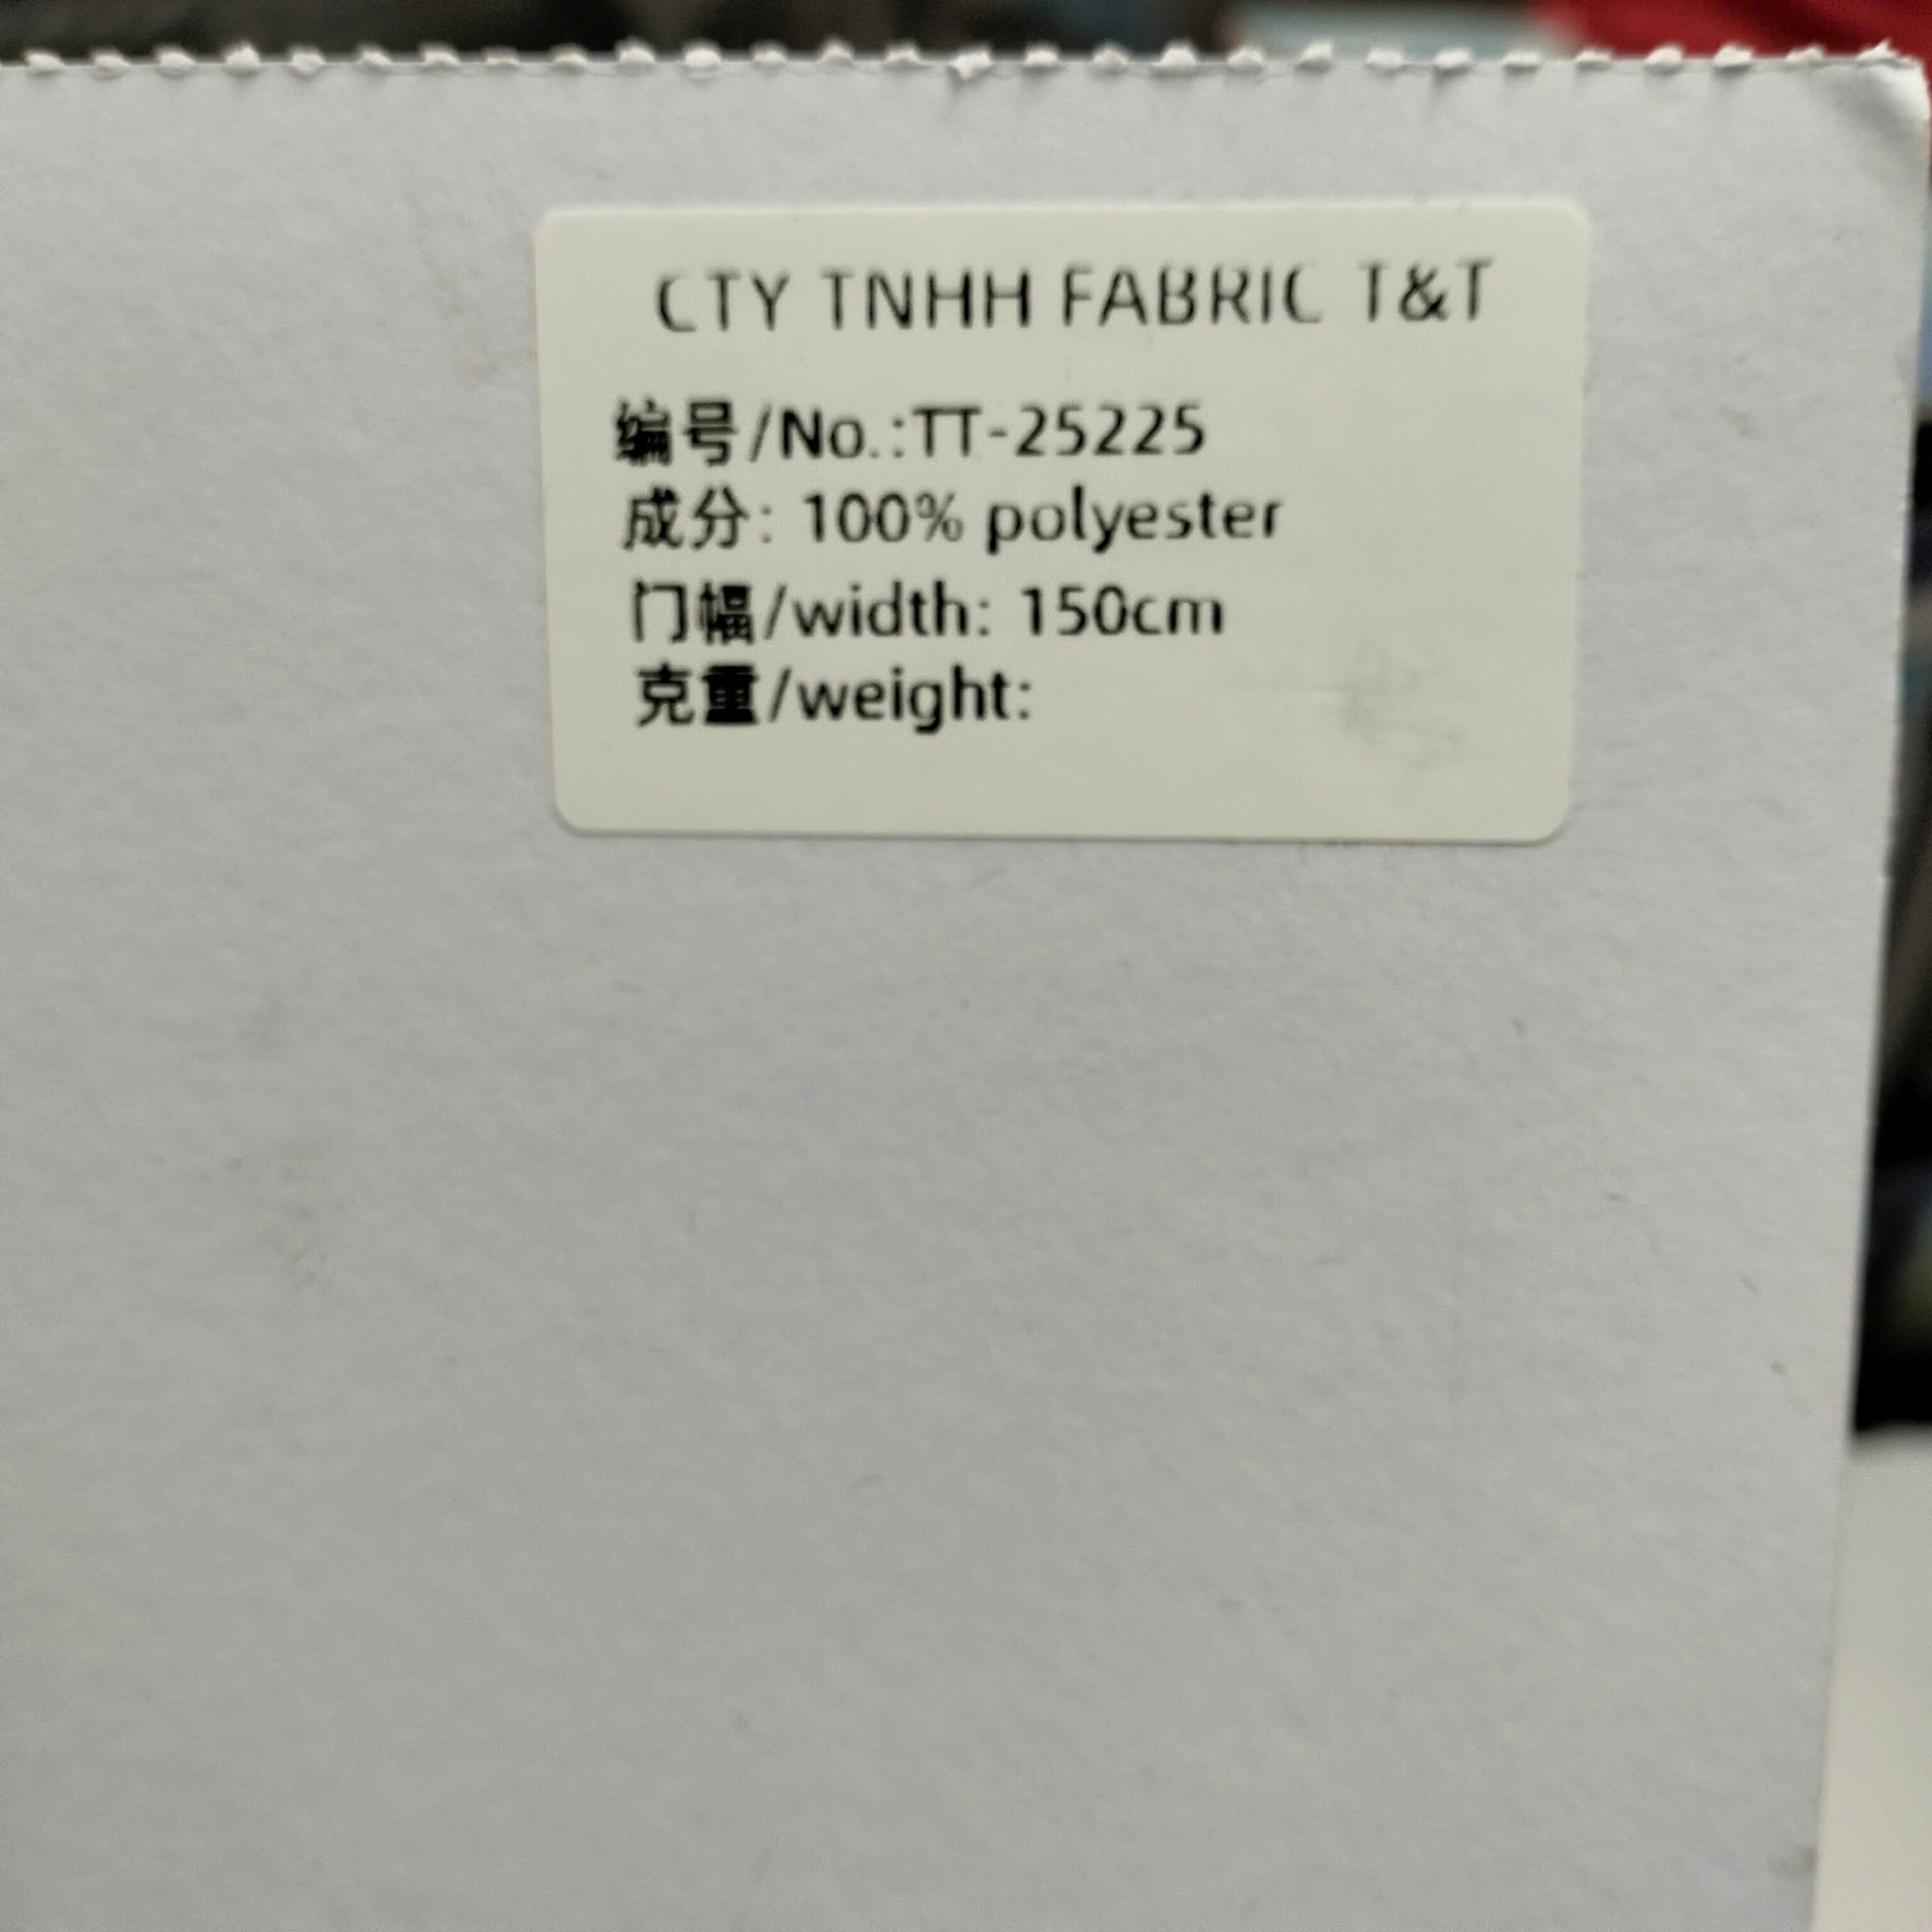 CTY TNHH FABRIC T&T
编号/No.:TT-25225
成分: 100% polyester
门幅/width: 150cm
克重/weight: